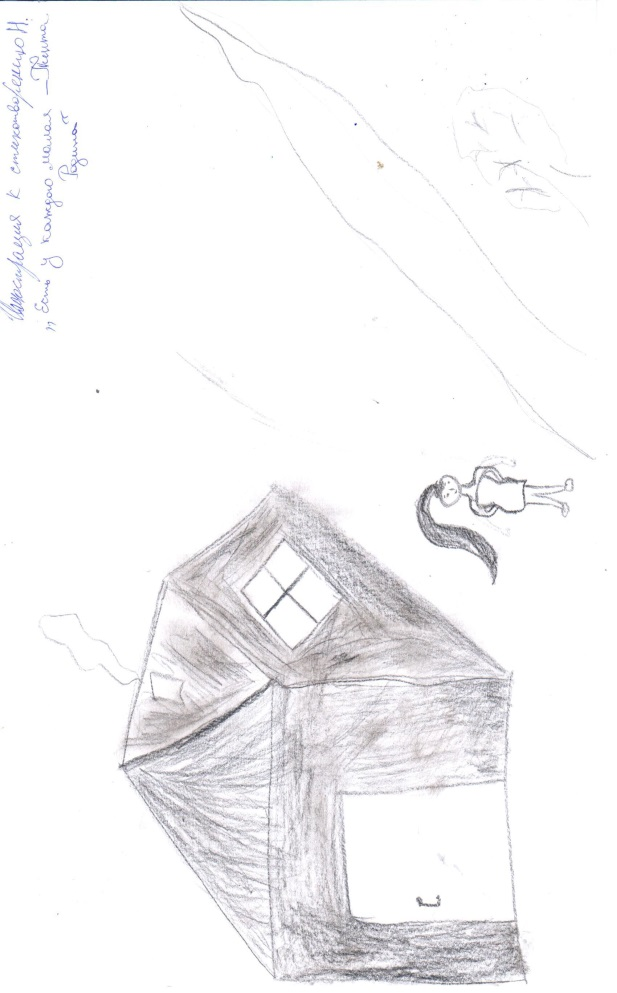 Иллюстрация к стихотворению Н.
„ Есть у каждого малая –
Родина"